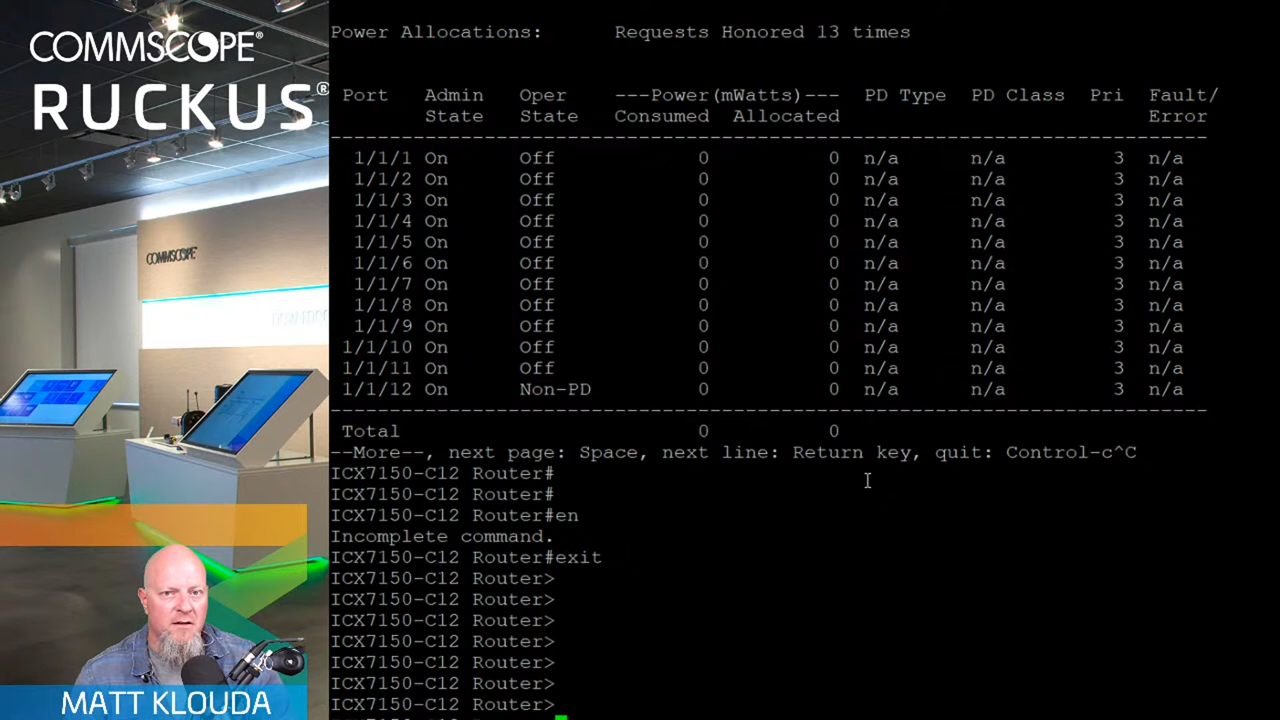 COMMSCOPE®
RUCKUS®
COMMSCOPE
MATT KLOUDA
Power Allocations: Requests Honored 13 times
Port Admin Oper ---Power(mWatts)--- PD Type PD Class Pri Fault/
State State Consumed Allocated Error
--------------------------------------------------------------------------
1/1/1 On Off 0 0 n/a n/a 3 n/a
1/1/2 On Off 0 0 n/a n/a 3 n/a
1/1/3 On Off 0 0 n/a n/a 3 n/a
1/1/4 On Off 0 0 n/a n/a 3 n/a
1/1/5 On Off 0 0 n/a n/a 3 n/a
1/1/6 On Off 0 0 n/a n/a 3 n/a
1/1/7 On Off 0 0 n/a n/a 3 n/a
1/1/8 On Off 0 0 n/a n/a 3 n/a
1/1/9 On Off 0 0 n/a n/a 3 n/a
1/1/10 On Off 0 0 n/a n/a 3 n/a
1/1/11 On Off 0 0 n/a n/a 3 n/a
1/1/12 On Non-PD 0 0 n/a n/a 3 n/a
--------------------------------------------------------------------------
Total 0 0
--More--, next page: Space, next line: Return key, quit: Control-c^C
ICX7150-C12 Router#
ICX7150-C12 Router#
ICX7150-C12 Router#en
Incomplete command.
ICX7150-C12 Router#exit
ICX7150-C12 Router>
ICX7150-C12 Router>
ICX7150-C12 Router>
ICX7150-C12 Router>
ICX7150-C12 Router>
ICX7150-C12 Router>
ICX7150-C12 Router>